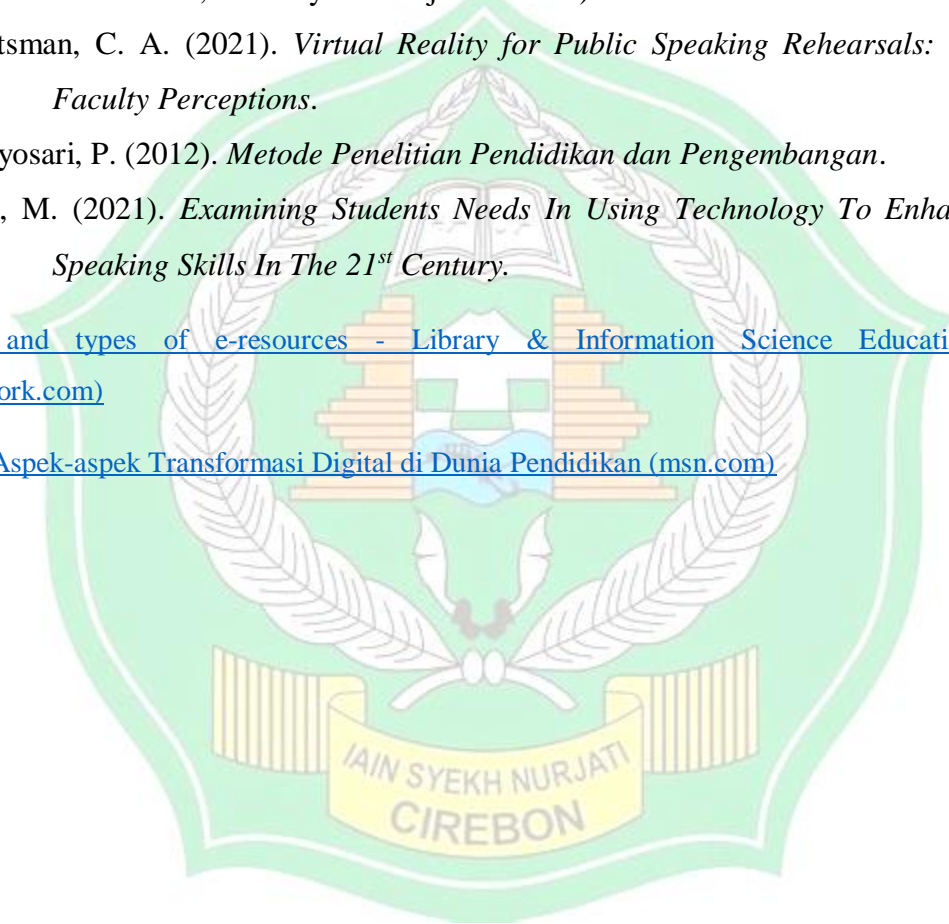 tsman, C. A. (2021). Virtual Reality for Public Speaking Rehearsals:
Faculty Perceptions.
yosari, P. (2012). Metode Penelitian Pendidikan dan Pengembangan.
, M. (2021). Examining Students Needs In Using Technology To Enha
Speaking Skills In The 21st Century.
and types of e-resources - Library & Information Science Educati
ork.com)
Aspek-aspek Transformasi Digital di Dunia Pendidikan (msn.com)
IAIN SYEKH NURJATI
CIREBON